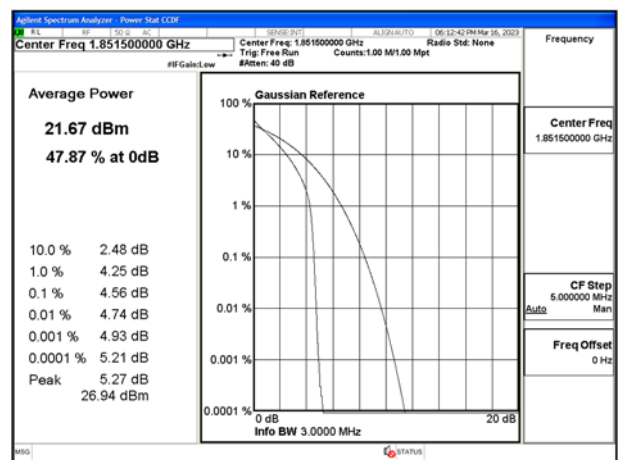 Agilent Spectrum Analyzer - Power Stat CCDF
RL RF 50 Ω AC SENSE:INT ALIGNAUTO 06:12:42 PM Mar 16, 2023
Center Freq 1.851500000 GHz
Center Freq: 1.851500000 GHz Radio Std: None
Trig: Free Run Counts:1.00 M/1.00 Mpt
#IFGain:Low #Atten: 40 dB
Frequency
Average Power
21.67 dBm
47.87 % at 0dB
10.0 % 2.48 dB
1.0 % 4.25 dB
0.1 % 4.56 dB
0.01 % 4.74 dB
0.001 % 4.93 dB
0.0001 % 5.21 dB
Peak 5.27 dB
26.94 dBm
Gaussian Reference
100 %
10 %
1 %
0.1 %
0.01 %
0.001 %
0.0001 %
0 dB 20 dB
Info BW 3.0000 MHz
Center Freq
1.851500000 GHz
CF Step
5.000000 MHz
Auto Man
Freq Offset
0 Hz
MSG STATUS